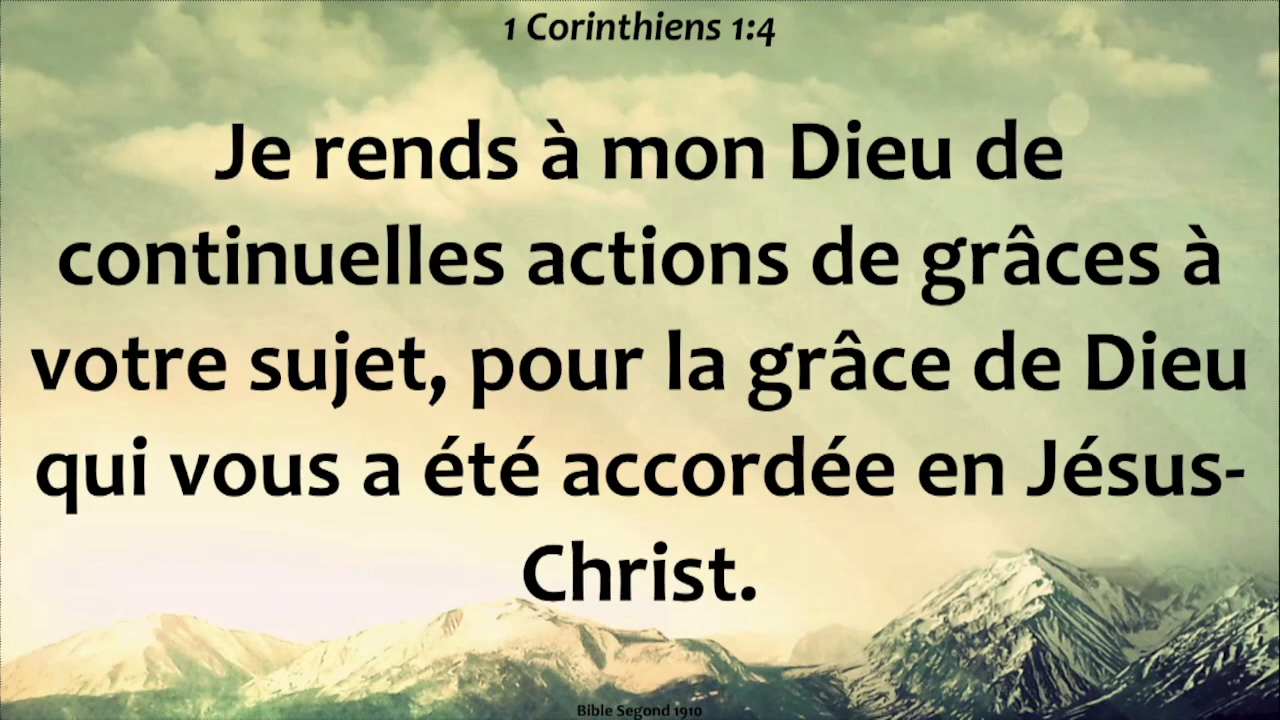 1 Corinthiens 1:4
Je rends à mon Dieu de
continuelles actions de grâces à
votre sujet, pour la grâce de Dieu
qui vous a été accordée en Jésus-
Christ.
Bible Segond 1910